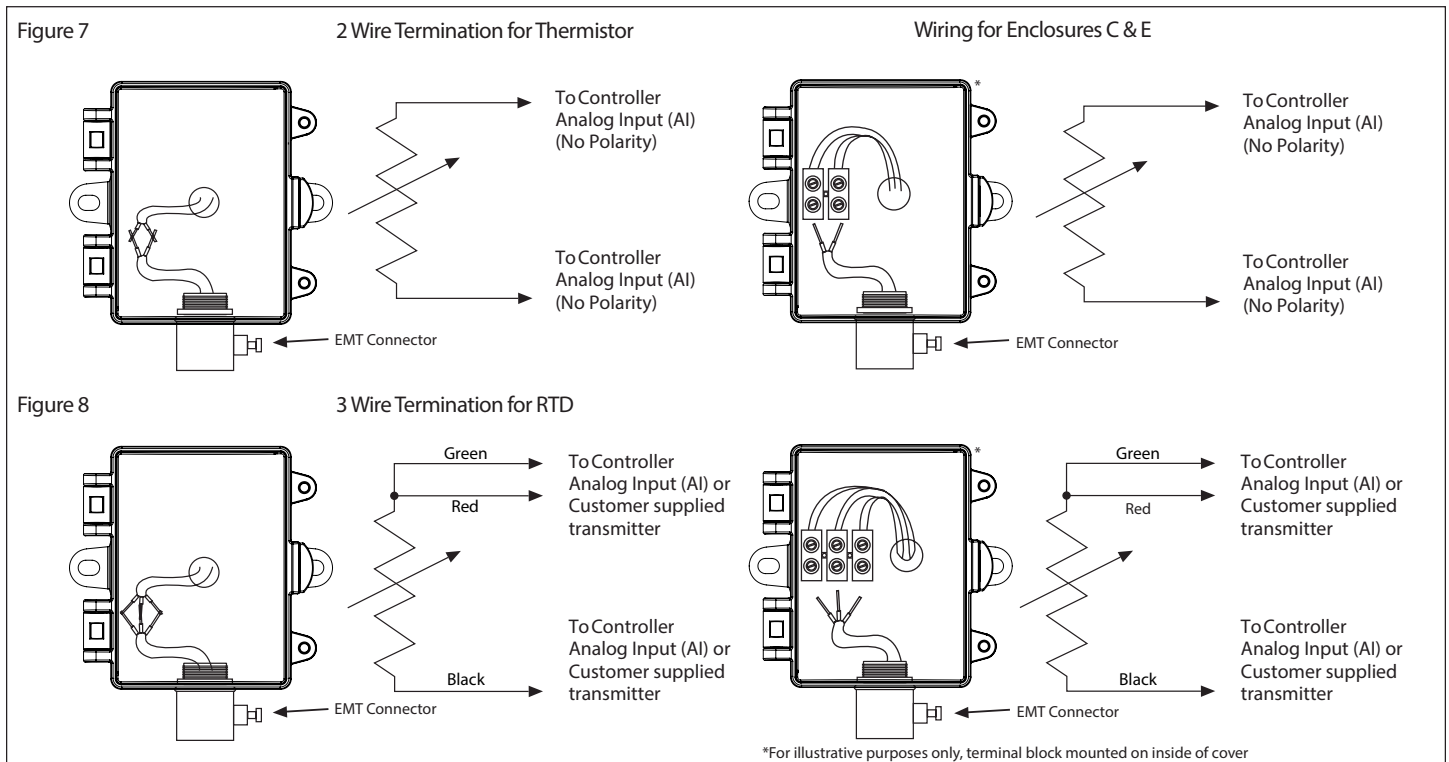 Figure 7
2 Wire Termination for Thermistor
Wiring for Enclosures C & E
To Controller
Analog Input (AI)
(No Polarity)
To Controller
Analog Input (AI)
(No Polarity)
EMT Connector
*
To Controller
Analog Input (AI)
(No Polarity)
To Controller
Analog Input (AI)
(No Polarity)
EMT Connector
Figure 8
3 Wire Termination for RTD
Green
Red
To Controller
Analog Input (AI) or
Customer supplied
transmitter
To Controller
Analog Input (AI) or
Customer supplied
transmitter
Black
EMT Connector
*
Green
Red
To Controller
Analog Input (AI) or
Customer supplied
transmitter
To Controller
Analog Input (AI) or
Customer supplied
transmitter
Black
EMT Connector
*For illustrative purposes only, terminal block mounted on inside of cover